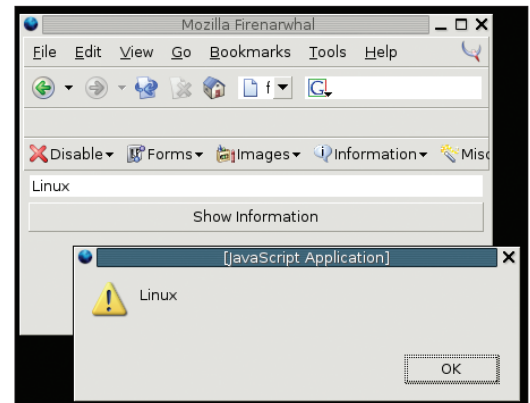 Mozilla Firenarwhal
File Edit View Go Bookmarks Tools Help
f G
Disable Forms Images Information Misc
Linux
Show Information
[JavaScript Application]
Linux
OK